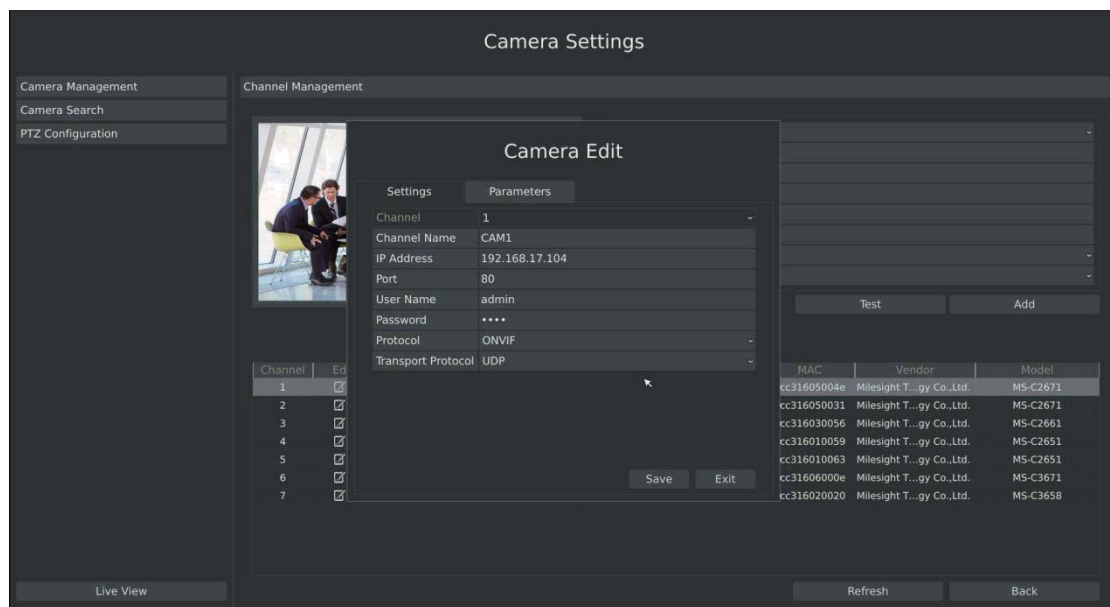 Camera Settings
Camera Management
Channel Management
Camera Search
PTZ Configuration
Camera Edit
Settings Parameters
Channel 1
Channel Name CAM1
IP Address 192.168.17.104
Port 80
User Name admin
Password ••••
Protocol ONVIF
Transport Protocol UDP
Test Add
Channel Ed MAC Vendor Model
1 cc31605004e Milesight T...gy Co.,Ltd. MS-C2671
2 cc316050031 Milesight T...gy Co.,Ltd. MS-C2671
3 cc316030056 Milesight T...gy Co.,Ltd. MS-C2661
4 cc316010059 Milesight T...gy Co.,Ltd. MS-C2651
5 cc316010063 Milesight T...gy Co.,Ltd. MS-C2651
6 cc31606000e Milesight T...gy Co.,Ltd. MS-C3671
7 cc316020020 Milesight T...gy Co.,Ltd. MS-C3658
Save Exit
Live View Refresh Back